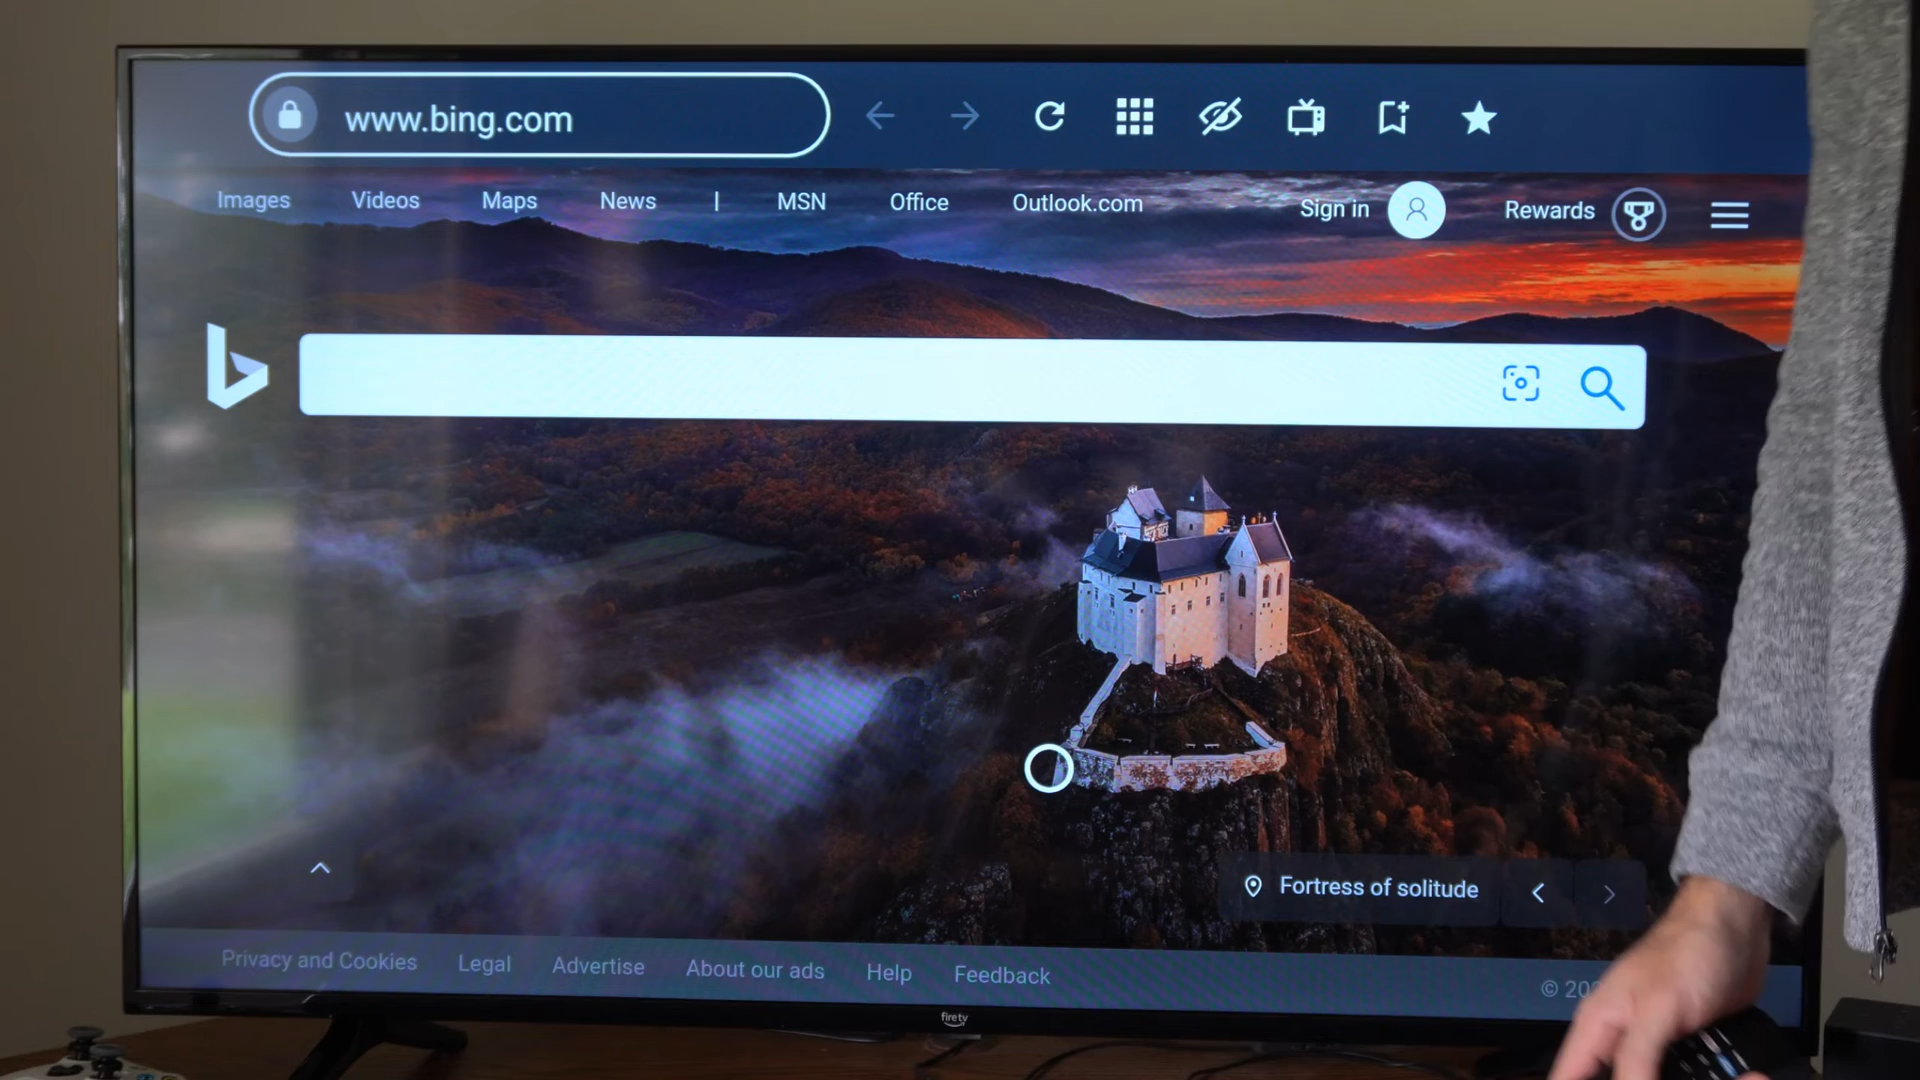 www.bing.com
Images Videos Maps News | MSN Office Outlook.com Sign in Rewards
Fortress of solitude
Privacy and Cookies Legal Advertise About our ads Help Feedback ©
firetv